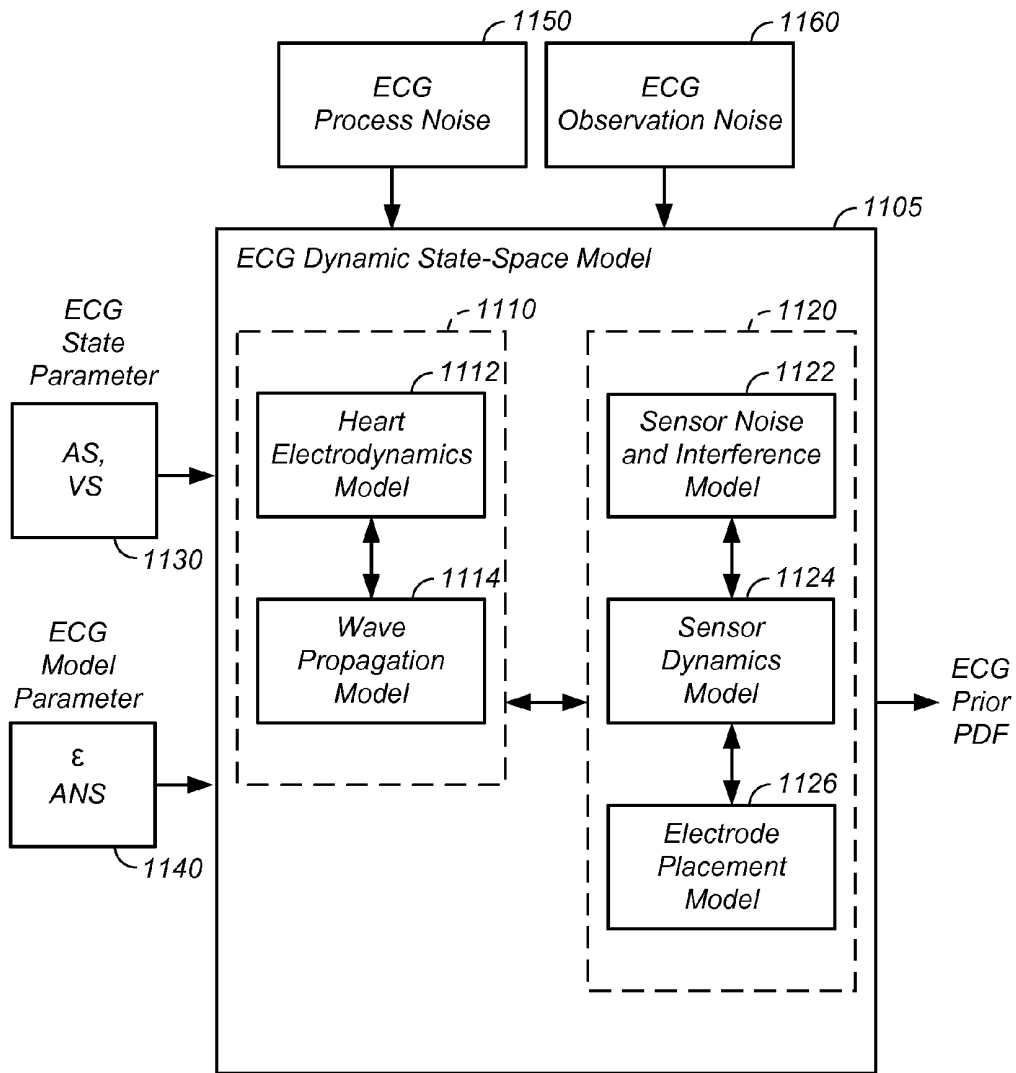 1150
ECG
Process Noise
1160
ECG
Observation Noise
1105
ECG Dynamic State-Space Model
ECG
State
Parameter
AS,
VS
1130
ECG
Model
Parameter
ε
ANS
1140
1110
1112
Heart
Electrodynamics
Model
1114
Wave
Propagation
Model
1120
1122
Sensor Noise
and Interference
Model
1124
Sensor
Dynamics
Model
1126
Electrode
Placement
Model
ECG
Prior
PDF